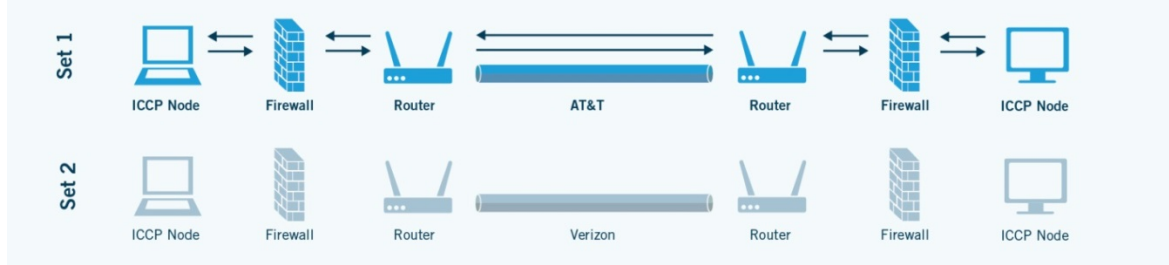 Set 1
ICCP Node Firewall Router AT&T Router Firewall ICCP Node
Set 2
ICCP Node Firewall Router Verizon Router Firewall ICCP Node